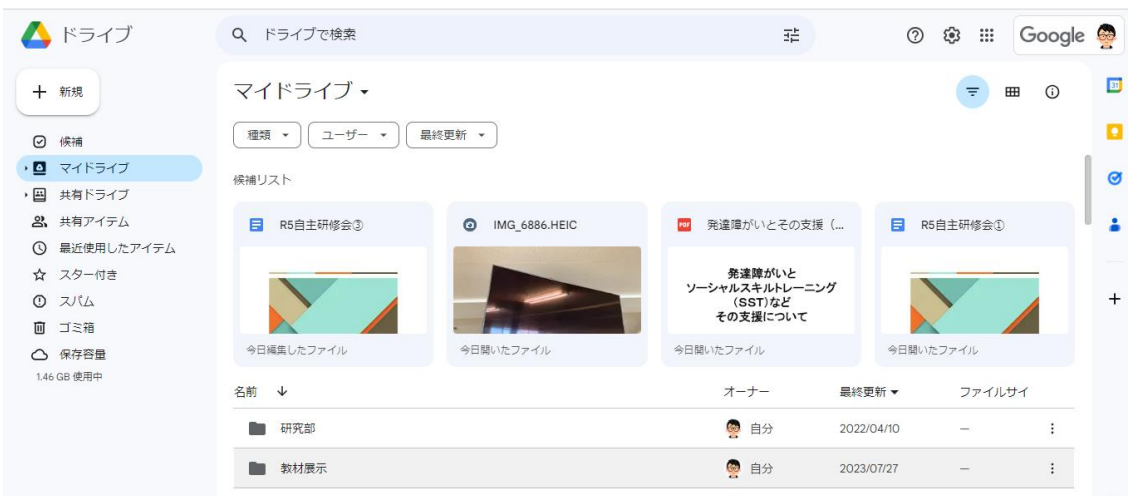 ドライブ
ドライブで検索
Google
新規
候補
マイドライブ
共有ドライブ
共有アイテム
最近使用したアイテム
スター付き
スパム
ゴミ箱
保存容量
1.46 GB 使用中
マイドライブ
種類 ユーザー 最終更新
候補リスト
R5自主研修会③
今日編集したファイル
IMG_6886.HEIC
今日開いたファイル
PDF 発達障がいとその支援（...
発達障がいと
ソーシャルスキルトレーニング
（SST）など
その支援について
今日開いたファイル
R5自主研修会①
今日開いたファイル
名前 オーナー 最終更新 ファイルサイ
研究部 自分 2022/04/10 —
教材展示 自分 2023/07/27 —
31